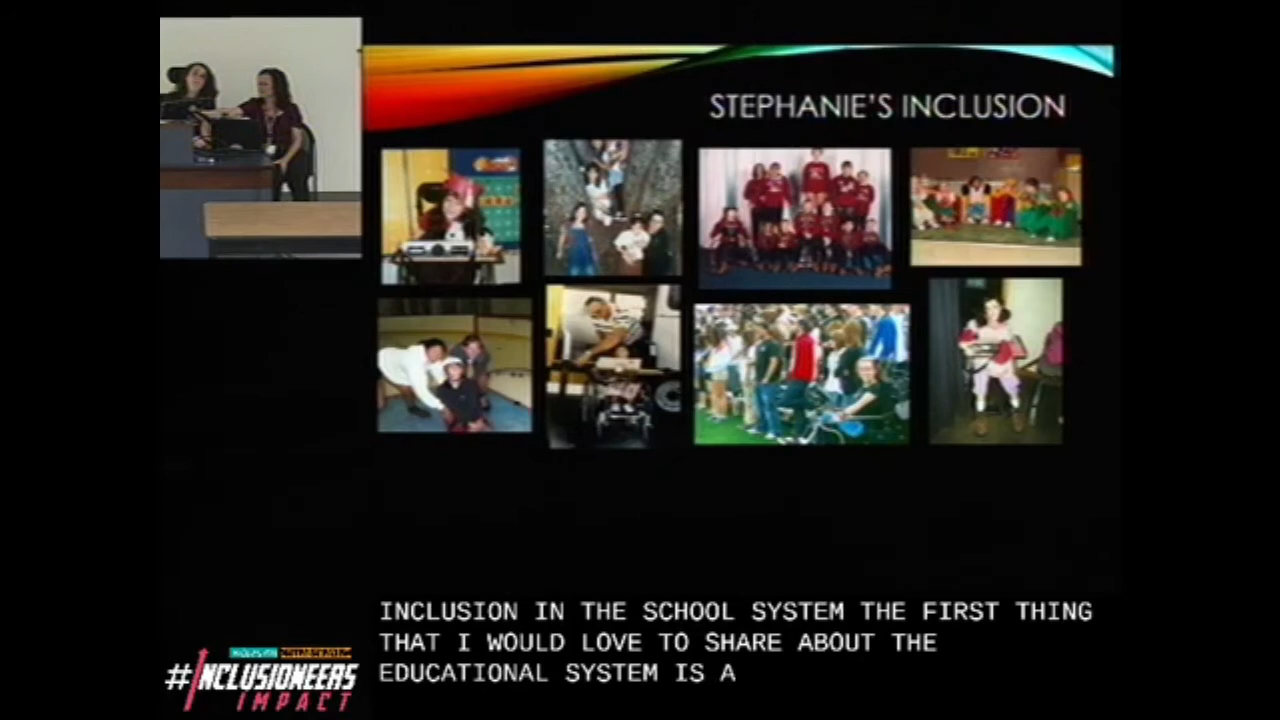 STEPHANIE'S INCLUSION
INCLUSION IN THE SCHOOL SYSTEM THE FIRST THING
THAT I WOULD LOVE TO SHARE ABOUT THE
EDUCATIONAL SYSTEM IS A
#INCLUSIONEERS
IMPACT